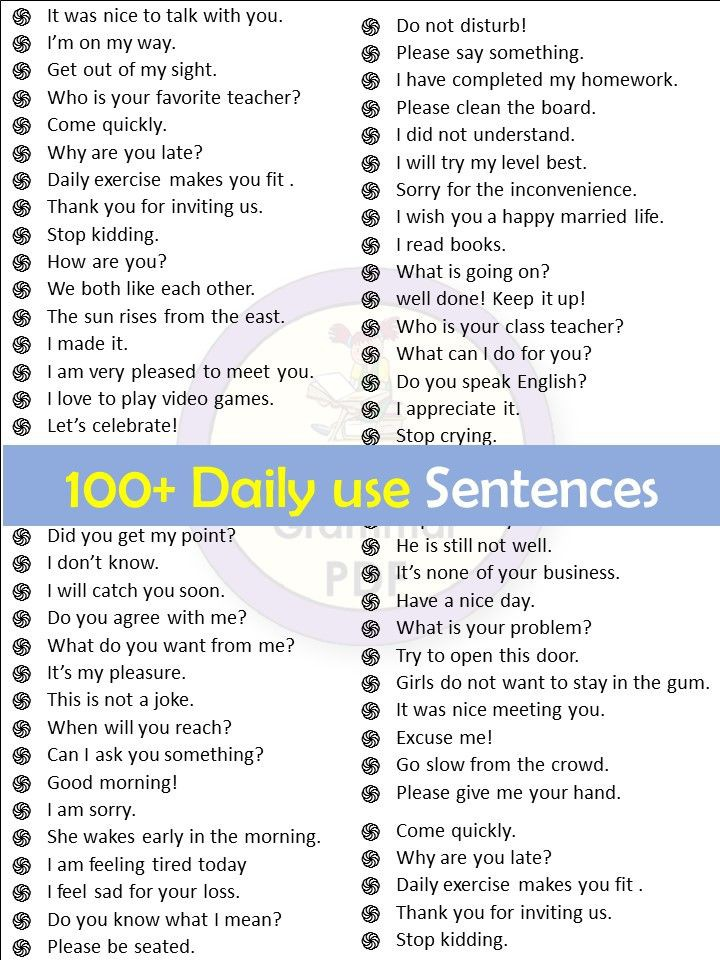 It was nice to talk with you.
I’m on my way.
Get out of my sight.
Who is your favorite teacher?
Come quickly.
Why are you late?
Daily exercise makes you fit .
Thank you for inviting us.
Stop kidding.
How are you?
We both like each other.
The sun rises from the east.
I made it.
I am very pleased to meet you.
I love to play video games.
Let’s celebrate!
Do not disturb!
Please say something.
I have completed my homework.
Please clean the board.
I did not understand.
I will try my level best.
Sorry for the inconvenience.
I wish you a happy married life.
I read books.
What is going on?
well done! Keep it up!
Who is your class teacher?
What can I do for you?
Do you speak English?
I appreciate it.
Stop crying.
100+ Daily use Sentences
Did you get my point?
I don’t know.
I will catch you soon.
Do you agree with me?
What do you want from me?
It’s my pleasure.
This is not a joke.
When will you reach?
Can I ask you something?
Good morning!
I am sorry.
She wakes early in the morning.
I am feeling tired today
I feel sad for your loss.
Do you know what I mean?
Please be seated.
He is still not well.
It’s none of your business.
Have a nice day.
What is your problem?
Try to open this door.
Girls do not want to stay in the gum.
It was nice meeting you.
Excuse me!
Go slow from the crowd.
Please give me your hand.
Come quickly.
Why are you late?
Daily exercise makes you fit .
Thank you for inviting us.
Stop kidding.
Grammar
PDF